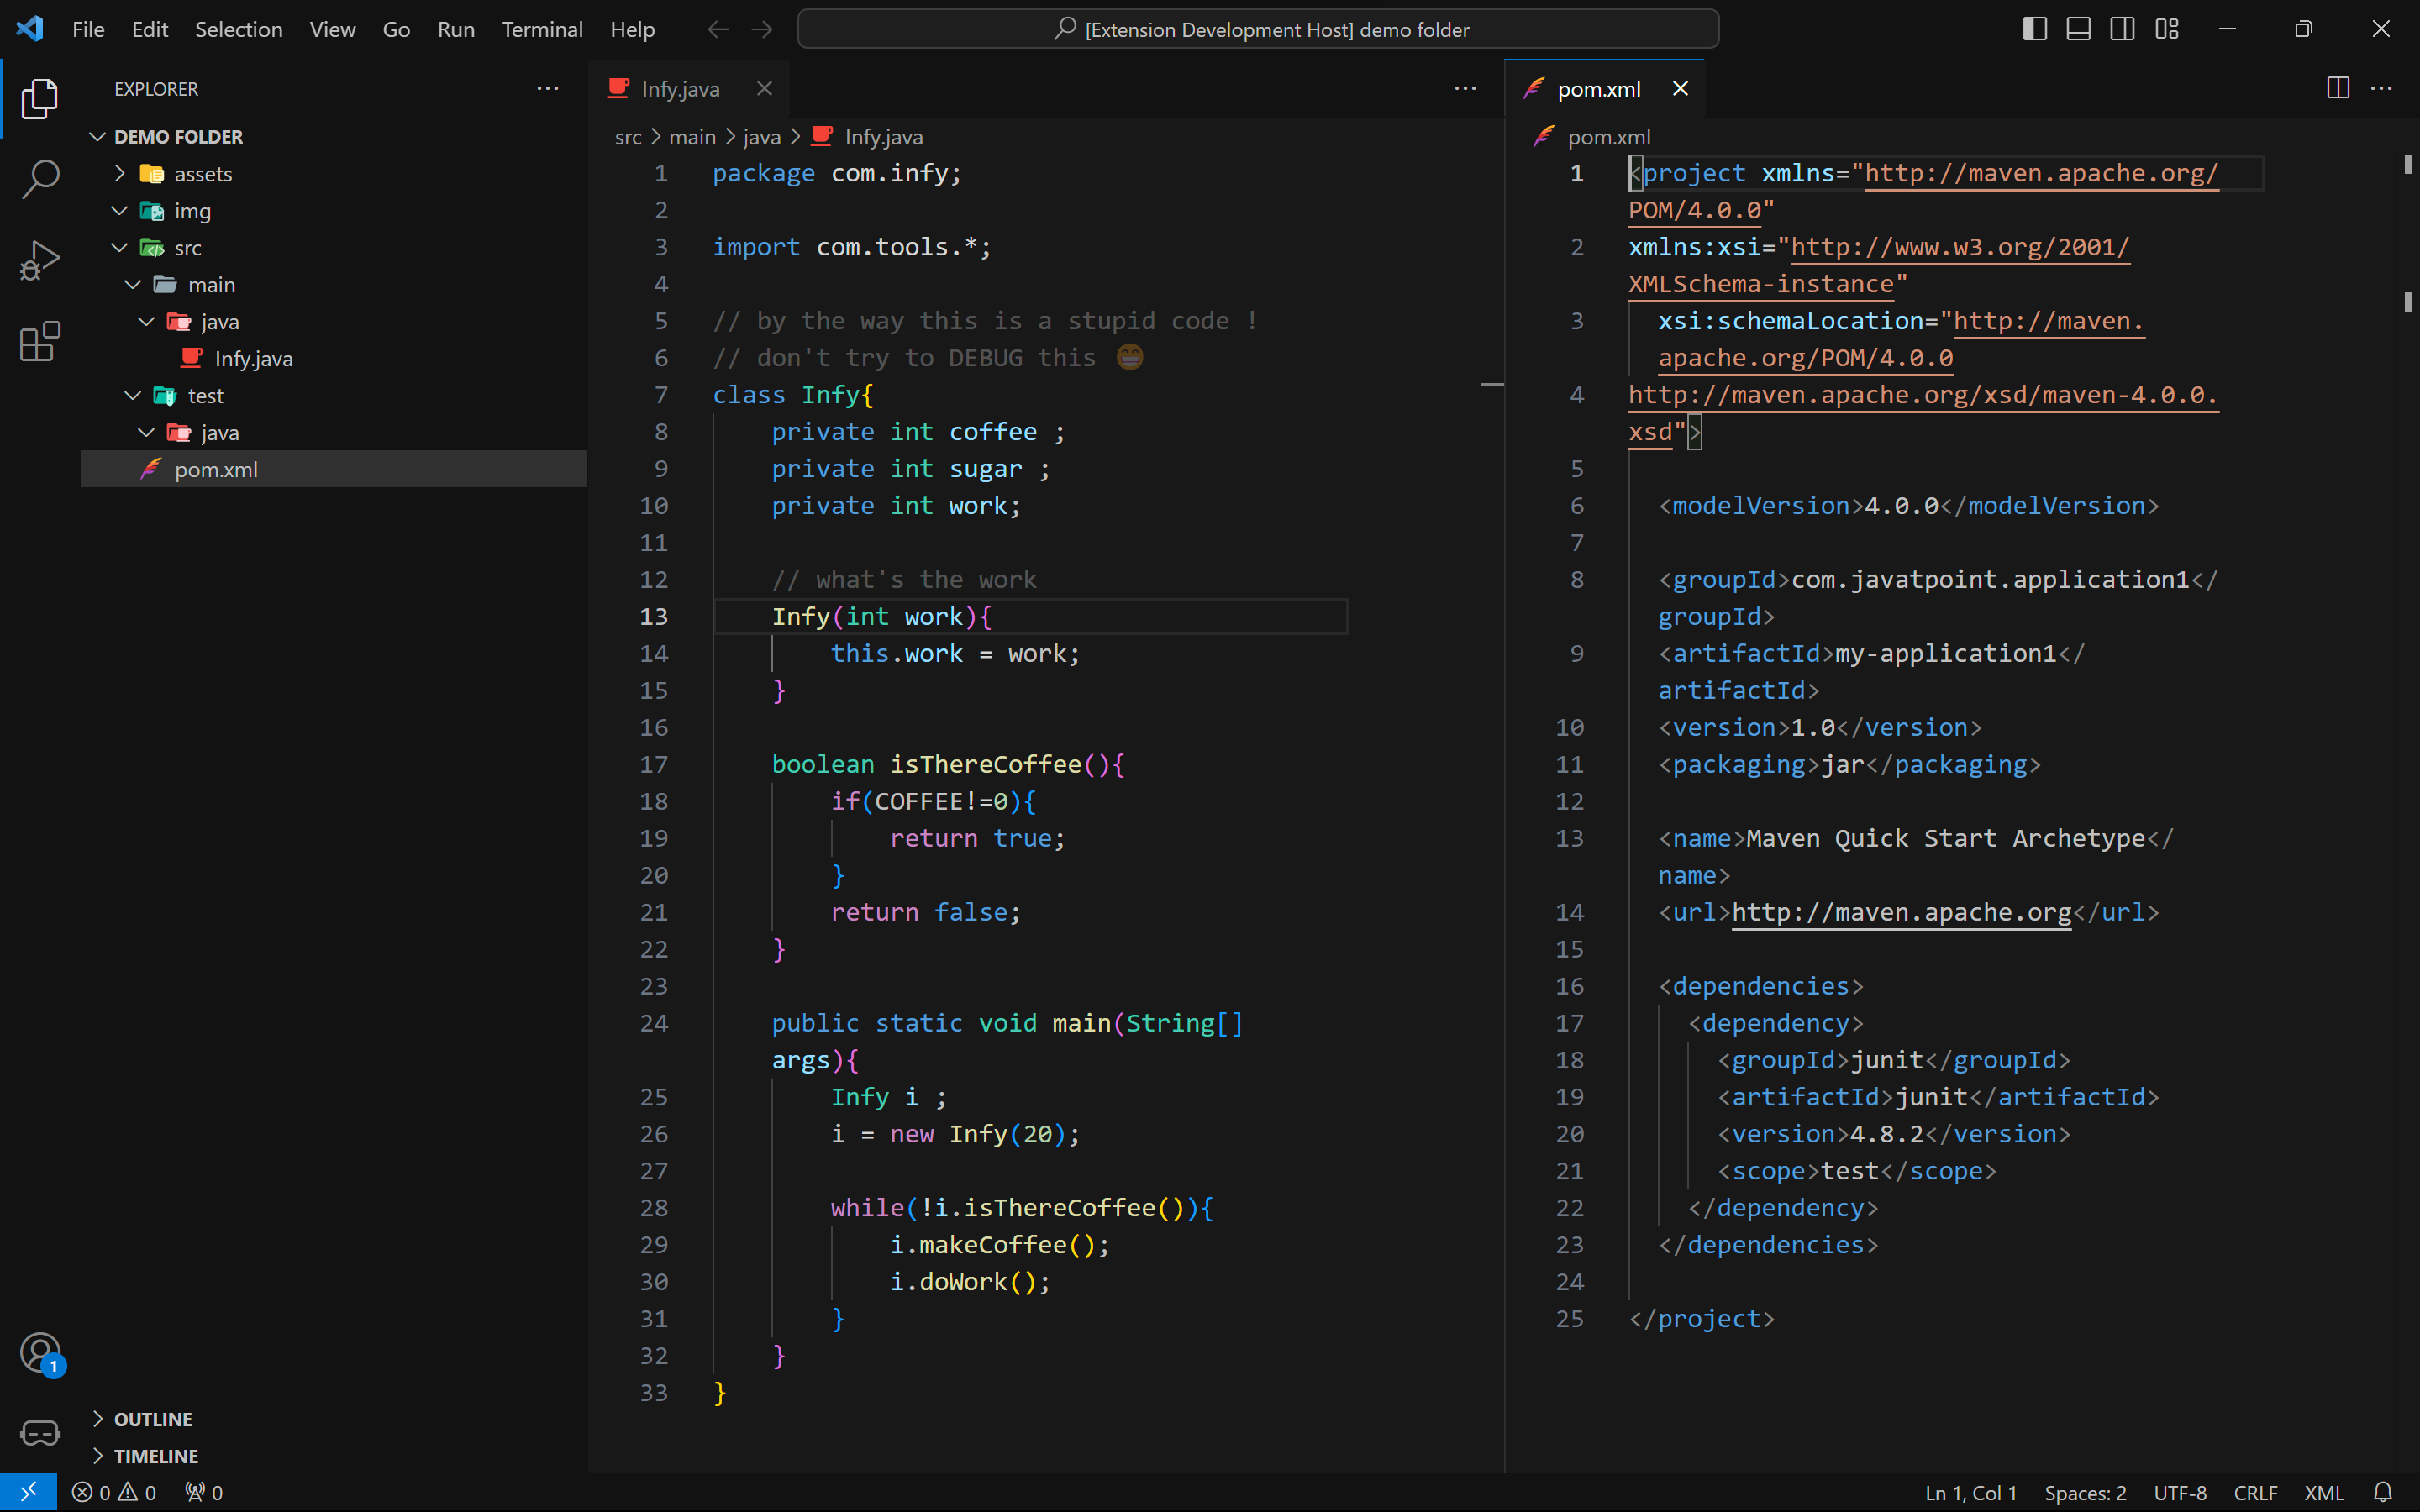 File Edit Selection View Go Run Terminal Help
[Extension Development Host] demo folder
EXPLORER
DEMO FOLDER
assets
img
src
main
java
Infy.java
test
java
pom.xml
OUTLINE
TIMELINE
Infy.java
src > main > java > Infy.java
1 package com.infy;
2
3 import com.tools.*;
4
5 // by the way this is a stupid code !
6 // don't try to DEBUG this 😁
7 class Infy{
8 private int coffee ;
9 private int sugar ;
10 private int work;
11
12 // what's the work
13 Infy(int work){
14 this.work = work;
15 }
16
17 boolean isThereCoffee(){
18 if(COFFEE!=0){
19 return true;
20 }
21 return false;
22 }
23
24 public static void main(String[]
args){
25 Infy i ;
26 i = new Infy(20);
27
28 while(!i.isThereCoffee()){
29 i.makeCoffee();
30 i.doWork();
31 }
32 }
33 }
pom.xml
pom.xml
1 <project xmlns="http://maven.apache.org/
POM/4.0.0"
2 xmlns:xsi="http://www.w3.org/2001/
XMLSchema-instance"
3 xsi:schemaLocation="http://maven.
apache.org/POM/4.0.0
4 http://maven.apache.org/xsd/maven-4.0.0.
xsd">
5
6 <modelVersion>4.0.0</modelVersion>
7
8 <groupId>com.javatpoint.application1</
groupId>
9 <artifactId>my-application1</
artifactId>
10 <version>1.0</version>
11 <packaging>jar</packaging>
12
13 <name>Maven Quick Start Archetype</
name>
14 <url>http://maven.apache.org</url>
15
16 <dependencies>
17 <dependency>
18 <groupId>junit</groupId>
19 <artifactId>junit</artifactId>
20 <version>4.8.2</version>
21 <scope>test</scope>
22 </dependency>
23 </dependencies>
24
25 </project>
1
0 0 0
Ln 1, Col 1 Spaces: 2 UTF-8 CRLF XML